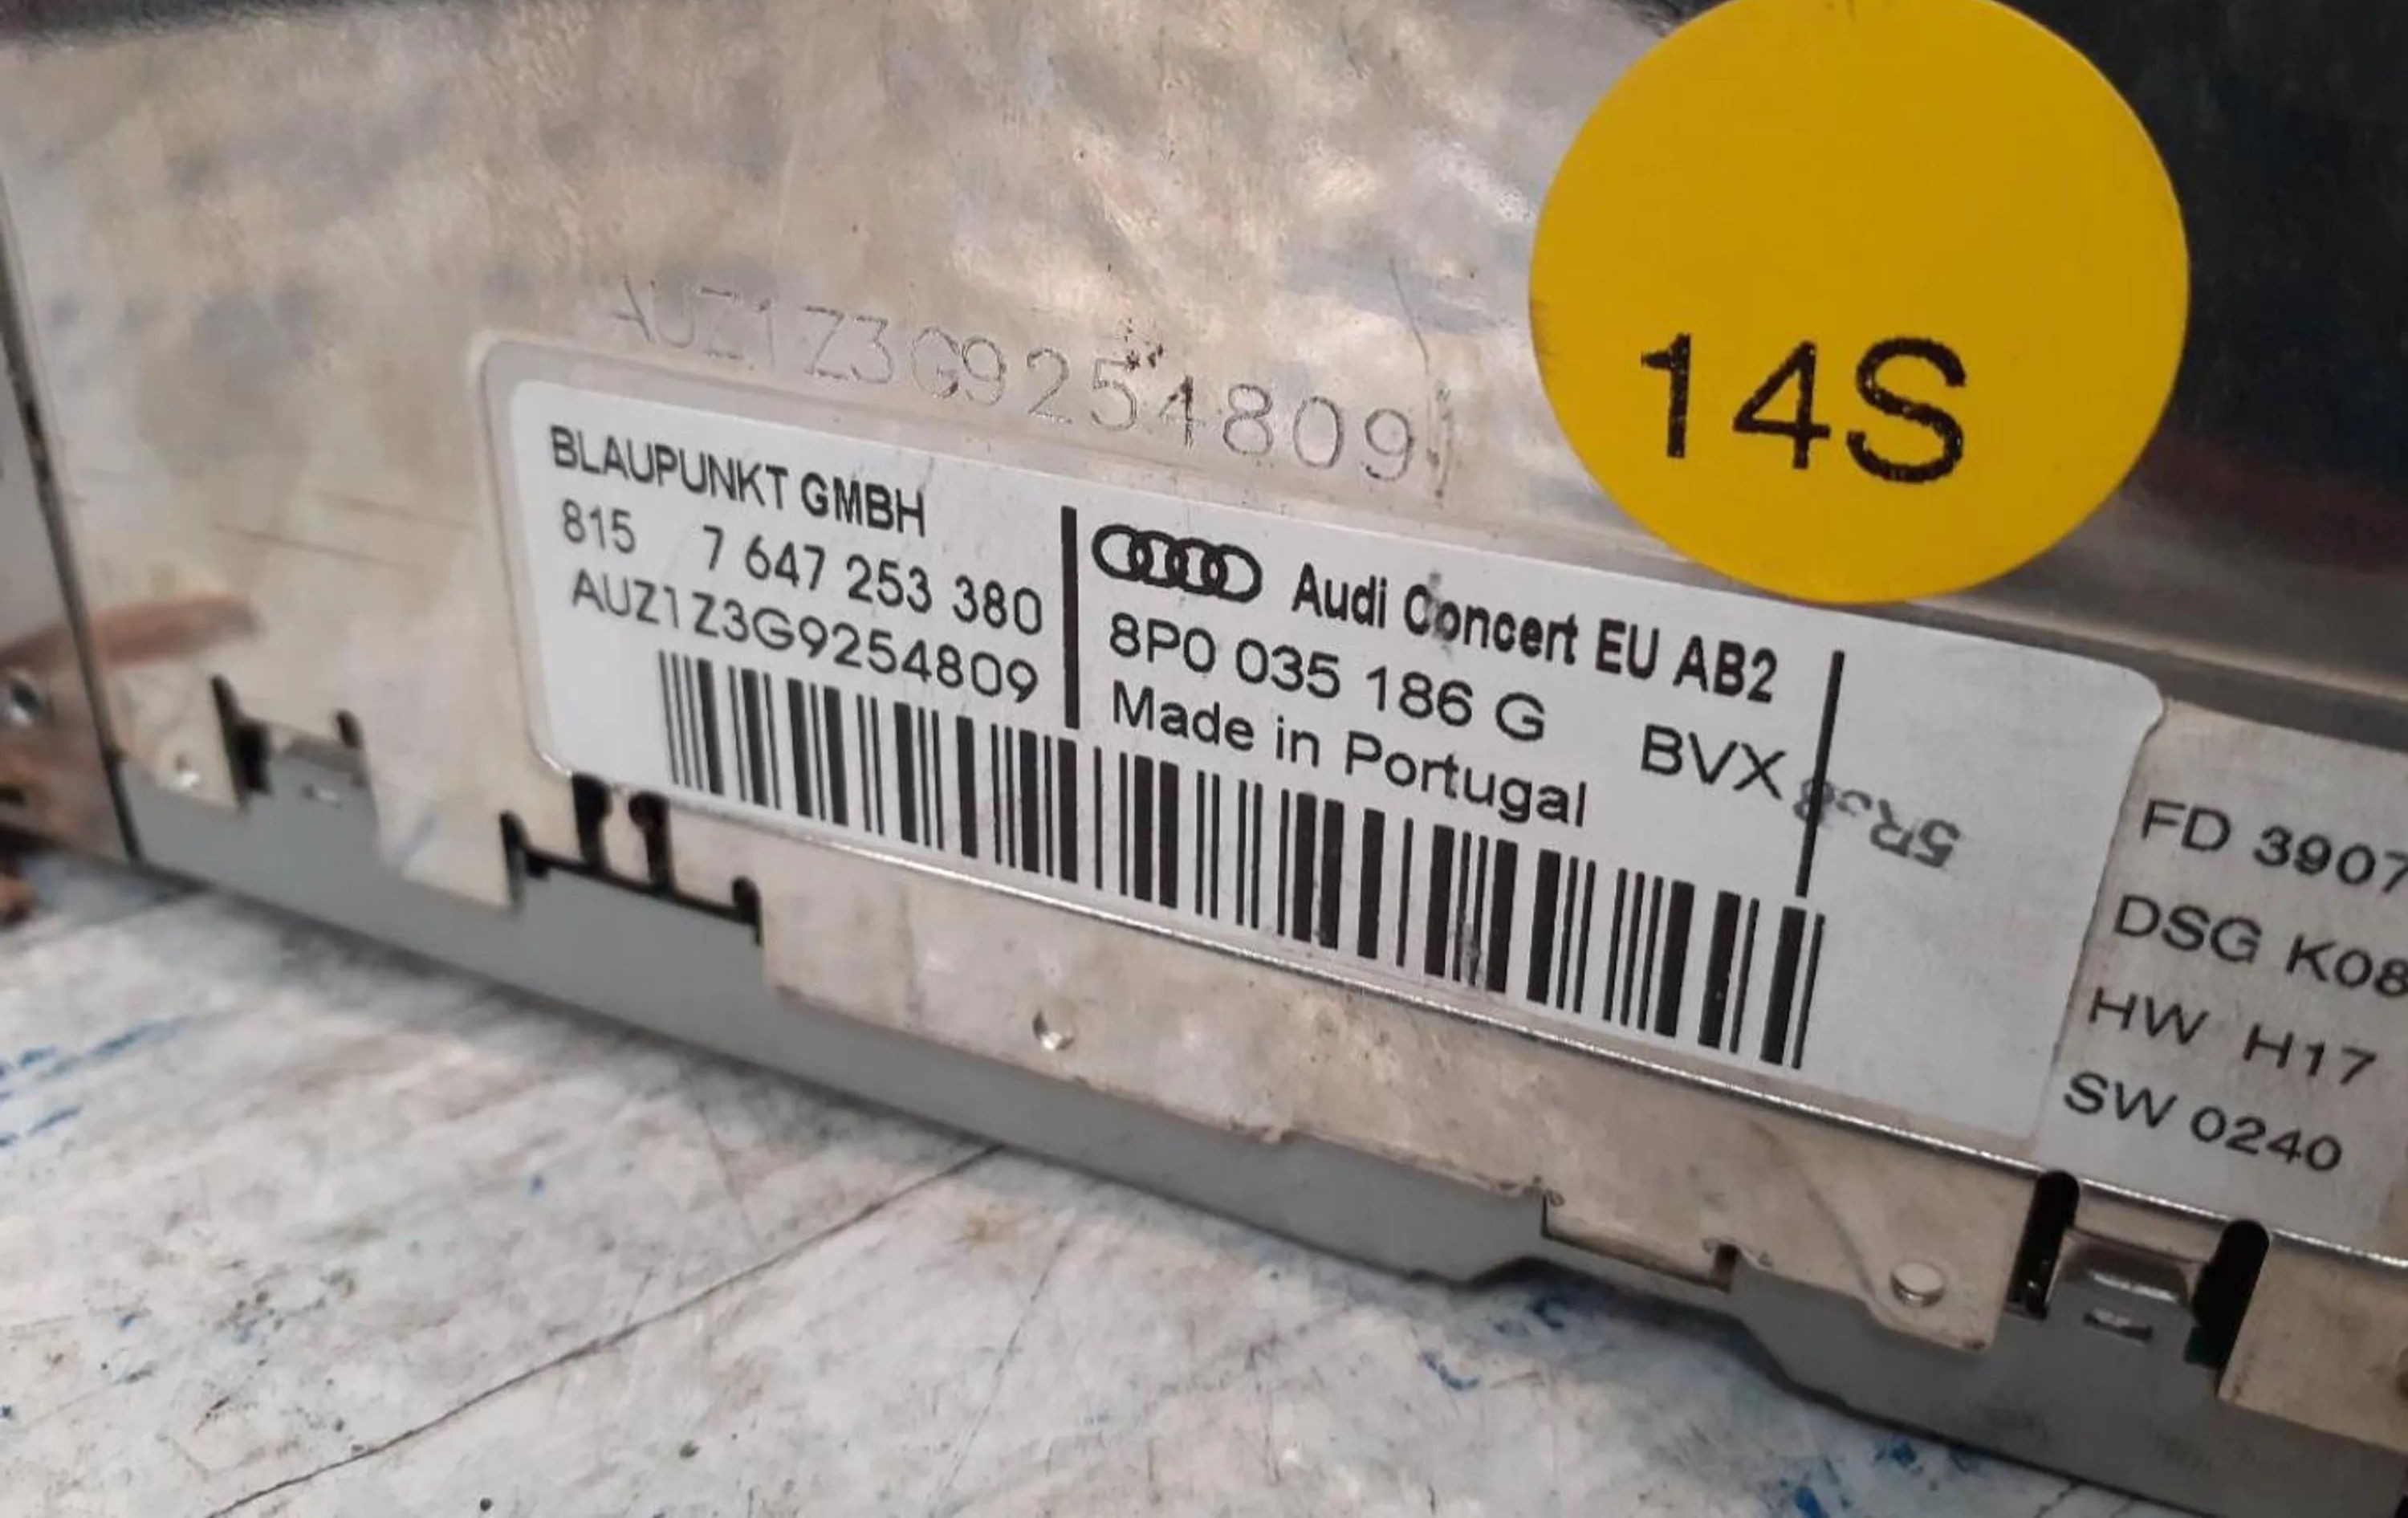 14S
AUZ1Z3G9254809
BLAUPUNKT GMBH
815 7 647 253 380
AUZ1Z3G9254809
Audi Concert EU AB2
8P0 035 186 G BVX
Made in Portugal
FD 3907
DSG K08
HW H17
SW 0240